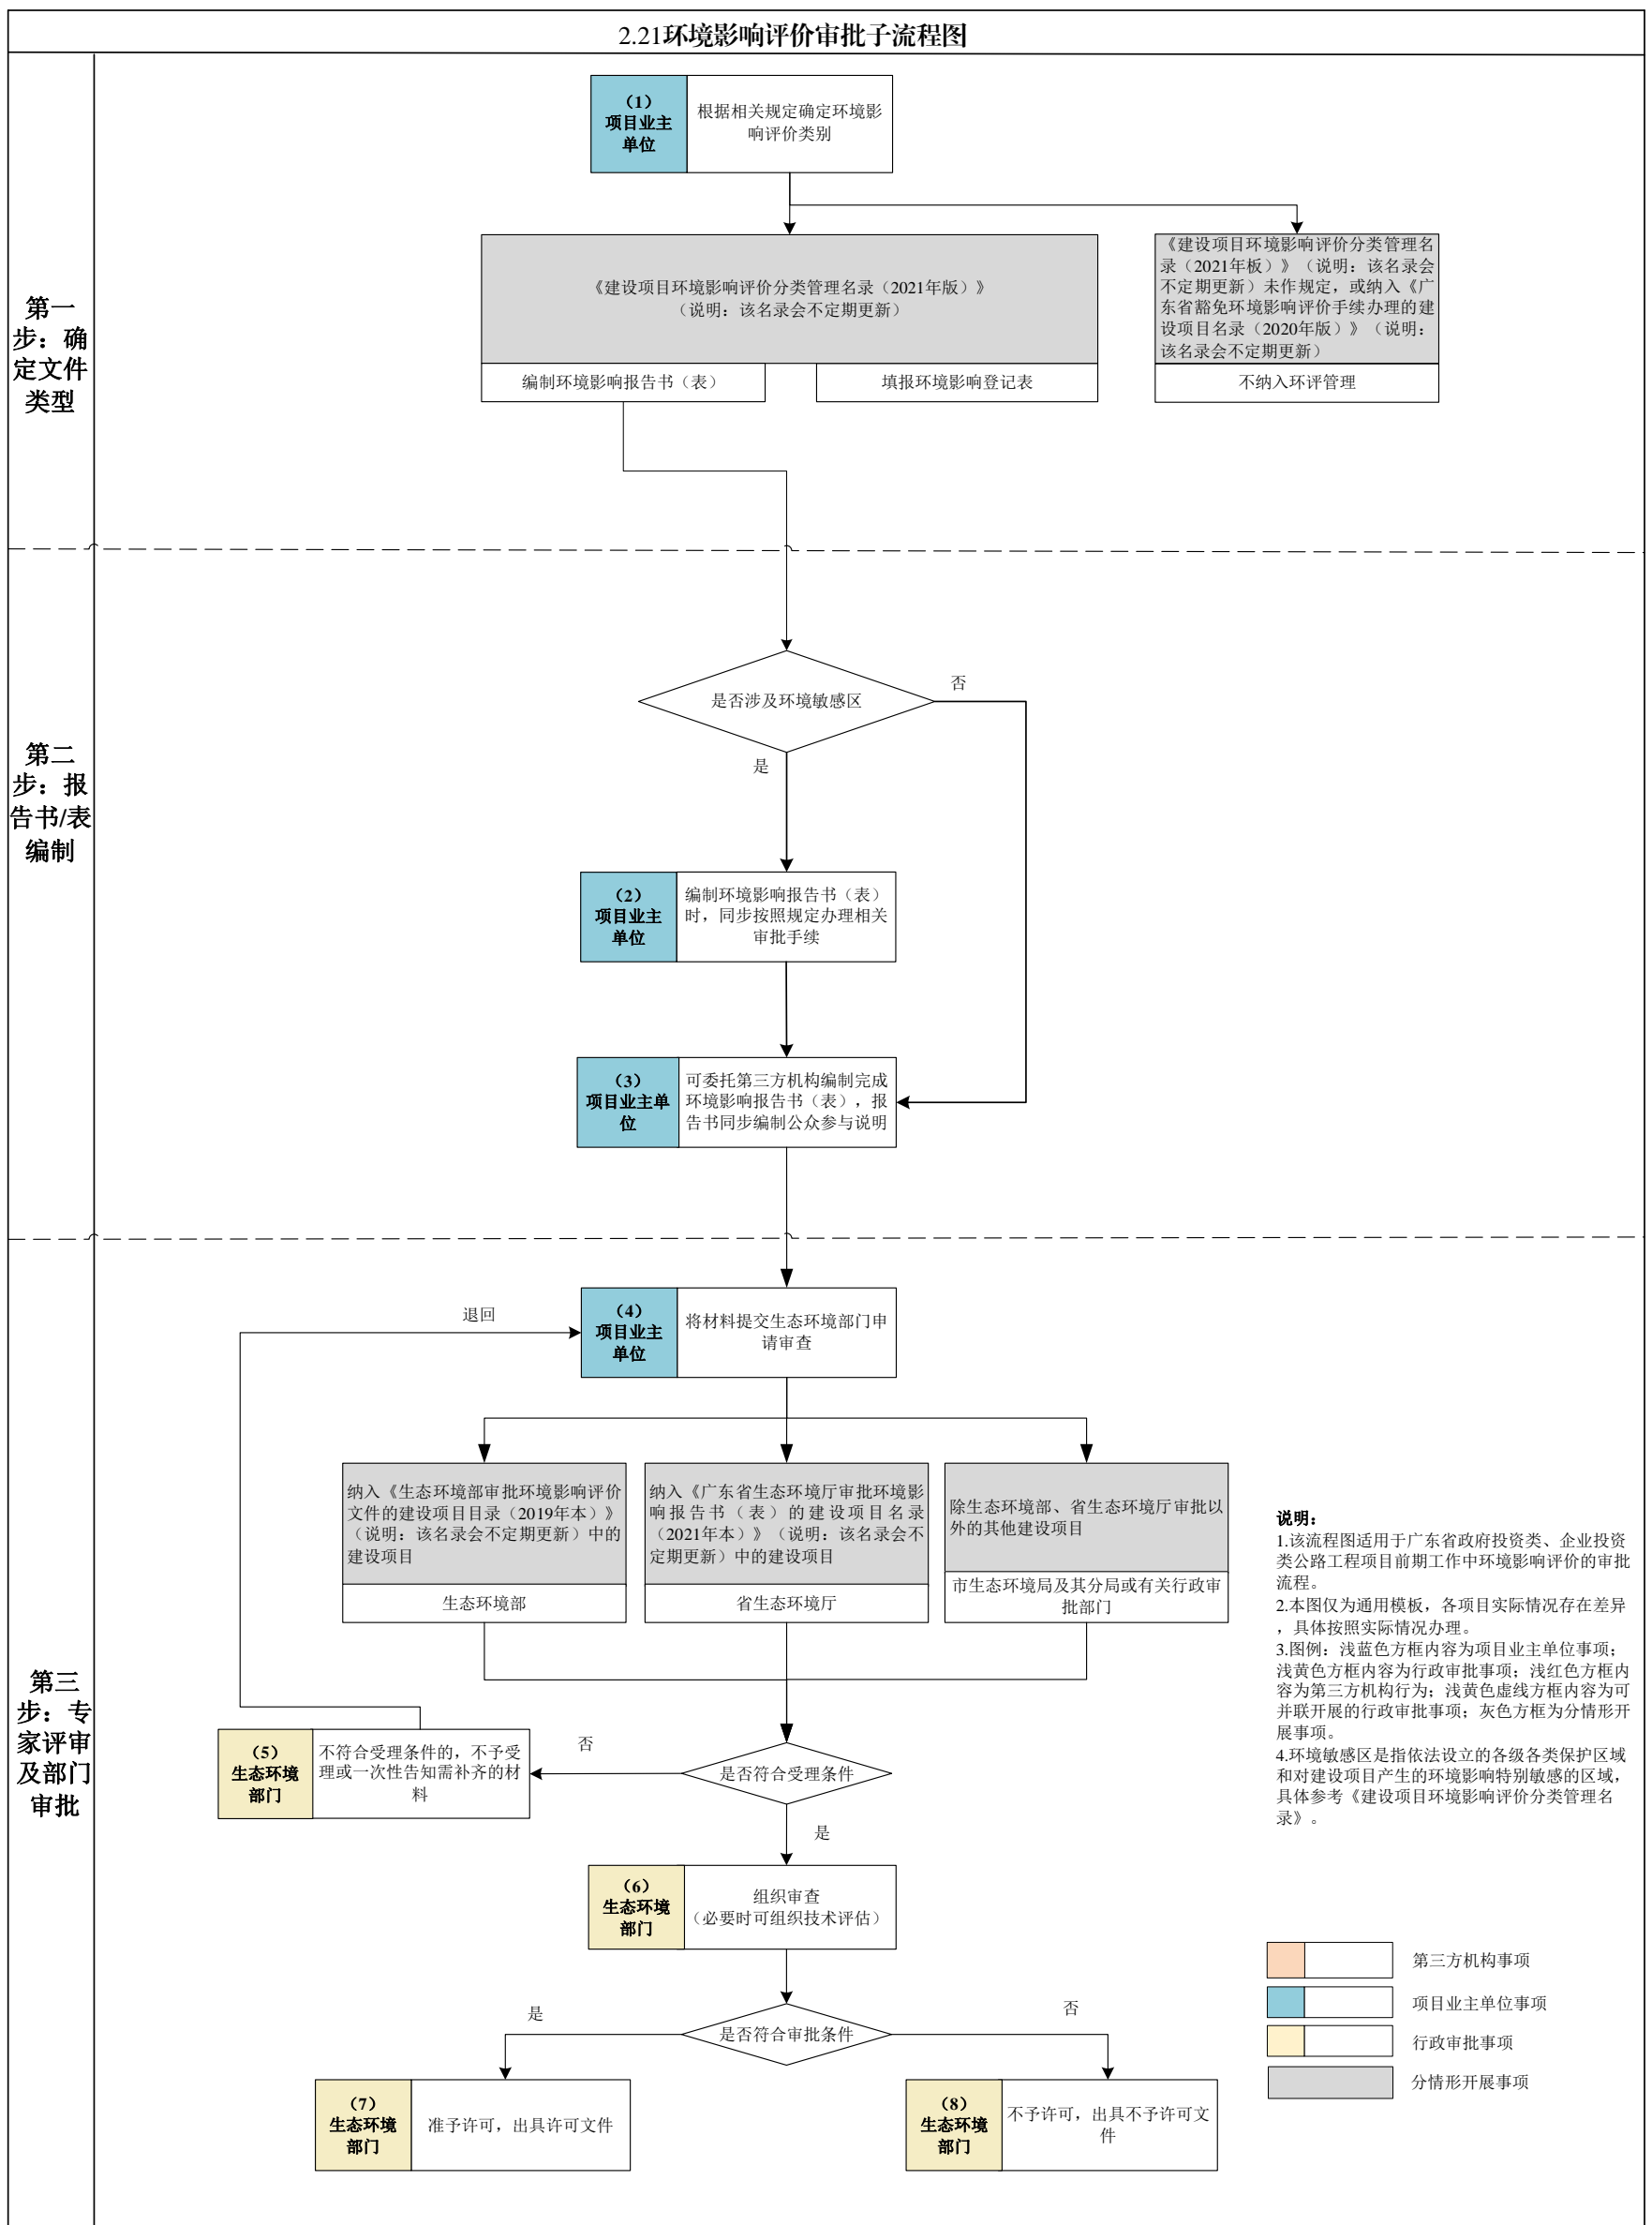 2.21环境影响评价审批子流程图
第一
步：确
定文件
类型
（1）
项目业主
单位
根据相关规定确定环境影
响评价类别
《建设项目环境影响评价分类管理名录（2021年版）》
（说明：该名录会不定期更新）
编制环境影响报告书（表）
填报环境影响登记表
《建设项目环境影响评价分类管理名
录（2021年板）》（说明：该名录会
不定期更新）未作规定，或纳入《广
东省豁免环境影响评价手续办理的建
设项目名录（2020年版）》（说明：
该名录会不定期更新）
不纳入环评管理
第二
步：报
告书/表
编制
是否涉及环境敏感区
否
是
（2）
项目业主
单位
编制环境影响报告书（表）
时，同步按照规定办理相关
审批手续
（3）
项目业主单
位
可委托第三方机构编制完成
环境影响报告书（表），报
告书同步编制公众参与说明
第三
步：专
家评审
及部门
审批
退回
（4）
项目业主
单位
将材料提交生态环境部门申
请审查
纳入《生态环境部审批环境影响评价
文件的建设项目目录（2019年本）》
（说明：该名录会不定期更新）中的
建设项目
生态环境部
纳入《广东省生态环境厅审批环境影
响报告书（表）的建设项目名录
（2021年本）》（说明：该名录会不
定期更新）中的建设项目
省生态环境厅
除生态环境部、省生态环境厅审批以
外的其他建设项目
市生态环境局及其分局或有关行政审
批部门
（5）
生态环境
部门
不符合受理条件的，不予受
理或一次性告知需补齐的材
料
否
是否符合受理条件
是
（6）
生态环境
部门
组织审查
（必要时可组织技术评估）
是
是否符合审批条件
否
（7）
生态环境
部门
准予许可，出具许可文件
（8）
生态环境
部门
不予许可，出具不予许可文
件
说明：
1.该流程图适用于广东省政府投资类、企业投资
类公路工程项目前期工作中环境影响评价的审批
流程。
2.本图仅为通用模板，各项目实际情况存在差异
，具体按照实际情况办理。
3.图例：浅蓝色方框内容为项目业主单位事项；
浅黄色方框内容为行政审批事项；浅红色方框内
容为第三方机构行为；浅黄色虚线方框内容为可
并联开展的行政审批事项；灰色方框为分情形开
展事项。
4.环境敏感区是指依法设立的各级各类保护区域
和对建设项目产生的环境影响特别敏感的区域，
具体参考《建设项目环境影响评价分类管理名
录》。
第三方机构事项
项目业主单位事项
行政审批事项
分情形开展事项